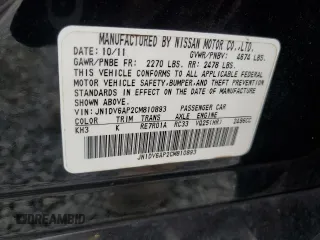 MANUFACTURED BY NISSAN MOTOR CO.,LTD.
DATE: 10/11 GVWR/PNBV: 4674 LBS.
GAWR/PNBE FR: 2270 LBS. RR: 2478 LBS.
THIS VEHICLE CONFORMS TO ALL APPLICABLE
FEDERAL MOTOR VEHICLE
SAFETY, BUMPER, AND THEFT PREVENTION
STANDARDS IN EFFECT ON THE DATE OF
MANUFACTURE SHOWN ABOVE.
VIN: JN1DV6AP2CM810893 PASSENGER CAR
COLOR TRIM TRANS AXLE ENGINE
KH3 K RE7R01A RC33 VQ25(HR) 2495CC
JN1DV6AP2CM810893
© IDRIVEANDBID